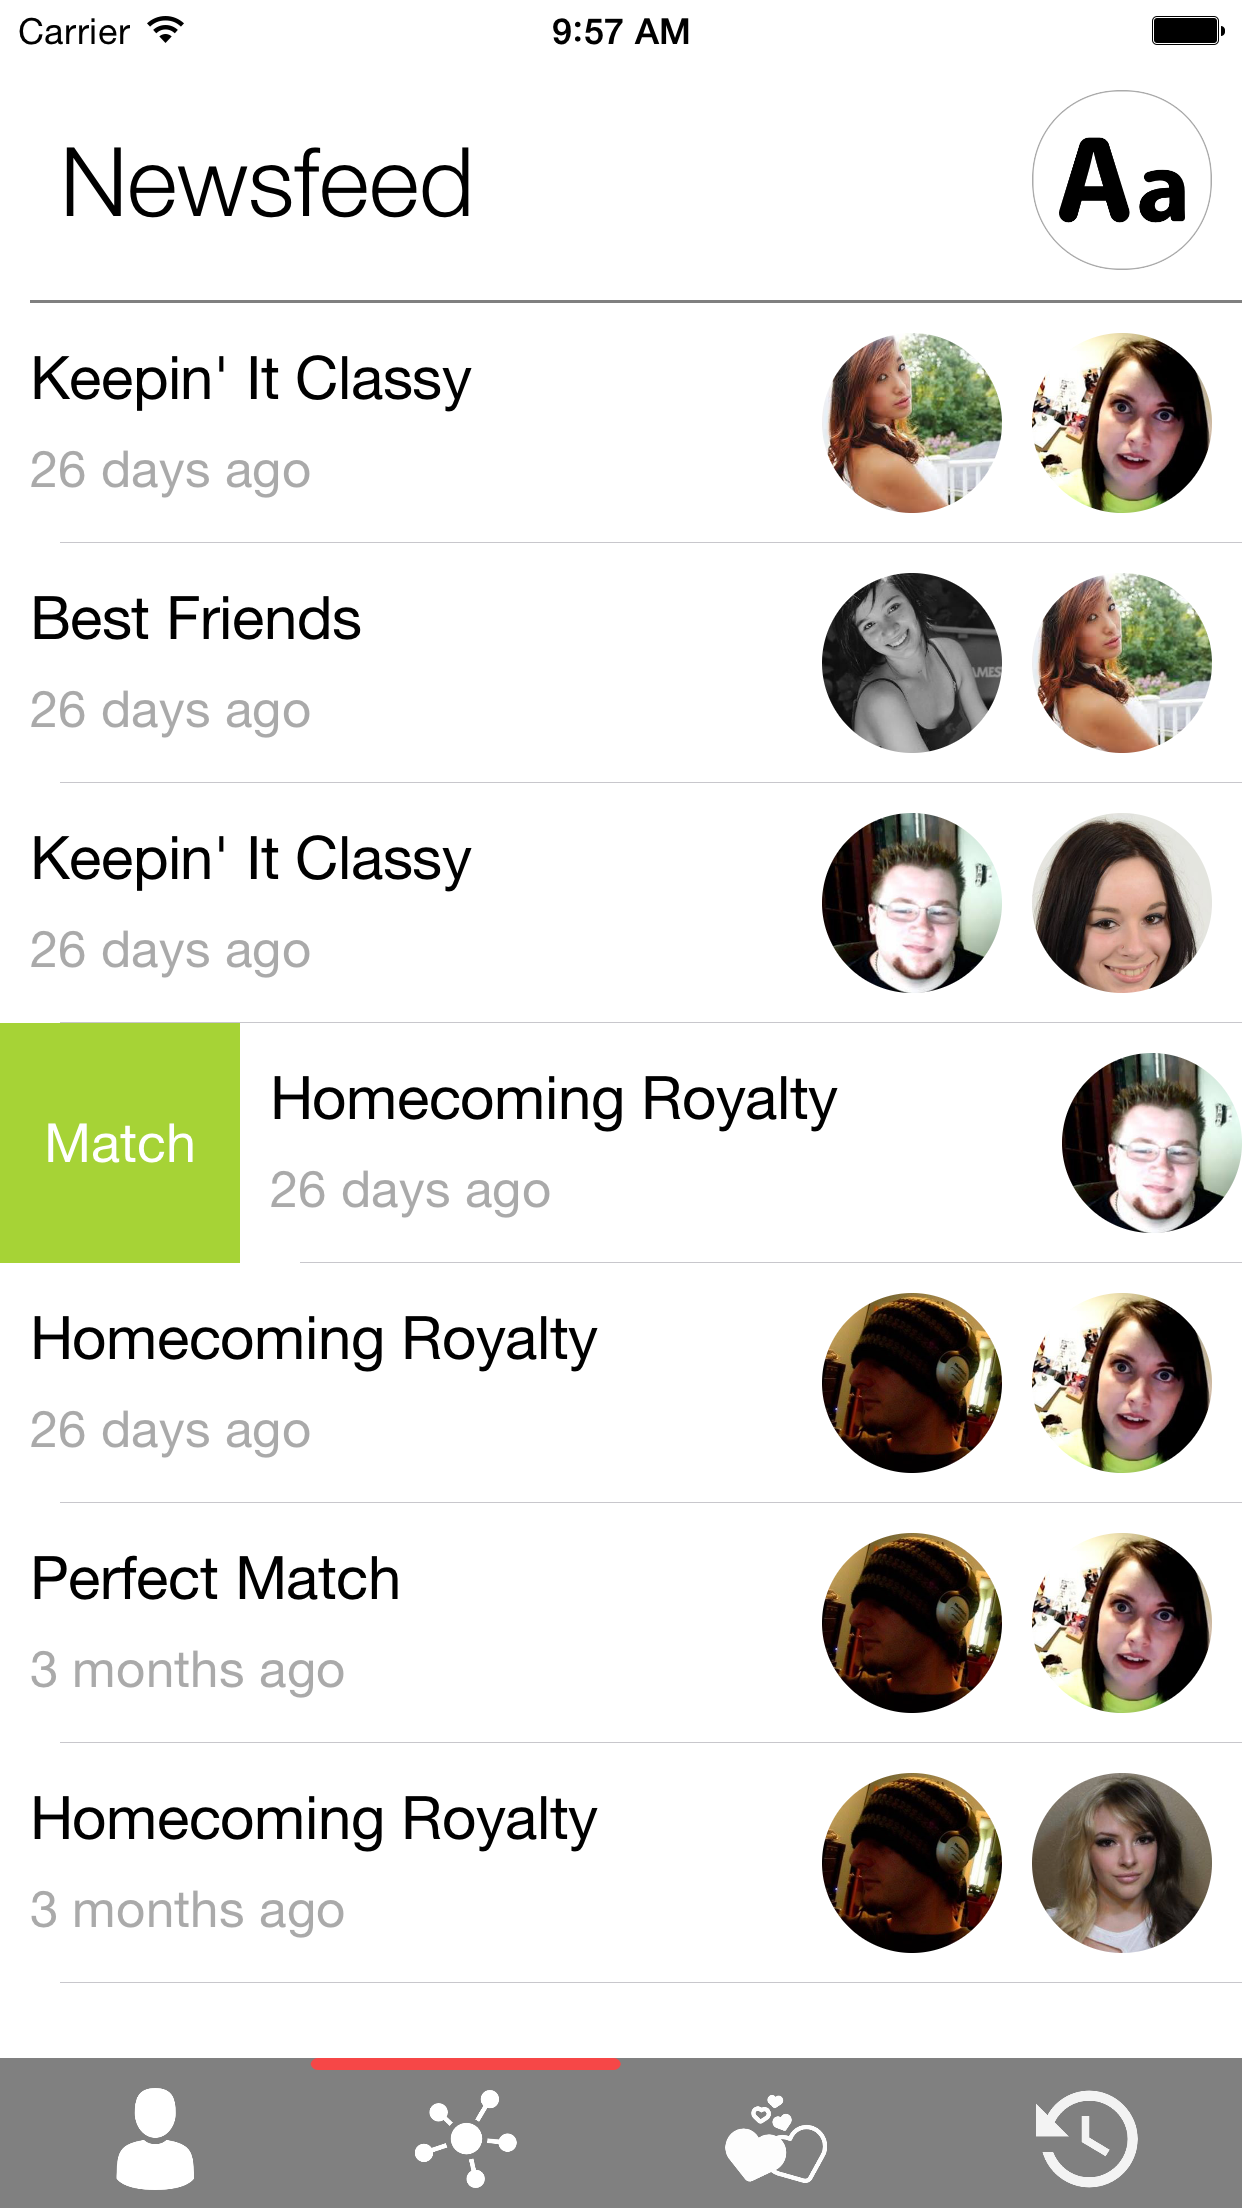 Carrier 9:57 AM
Newsfeed Aa
Keepin' It Classy
26 days ago
Best Friends
26 days ago
AMES
Keepin' It Classy
26 days ago
Match
Homecoming Royalty
26 days ago
Homecoming Royalty
26 days ago
Perfect Match
3 months ago
Homecoming Royalty
3 months ago